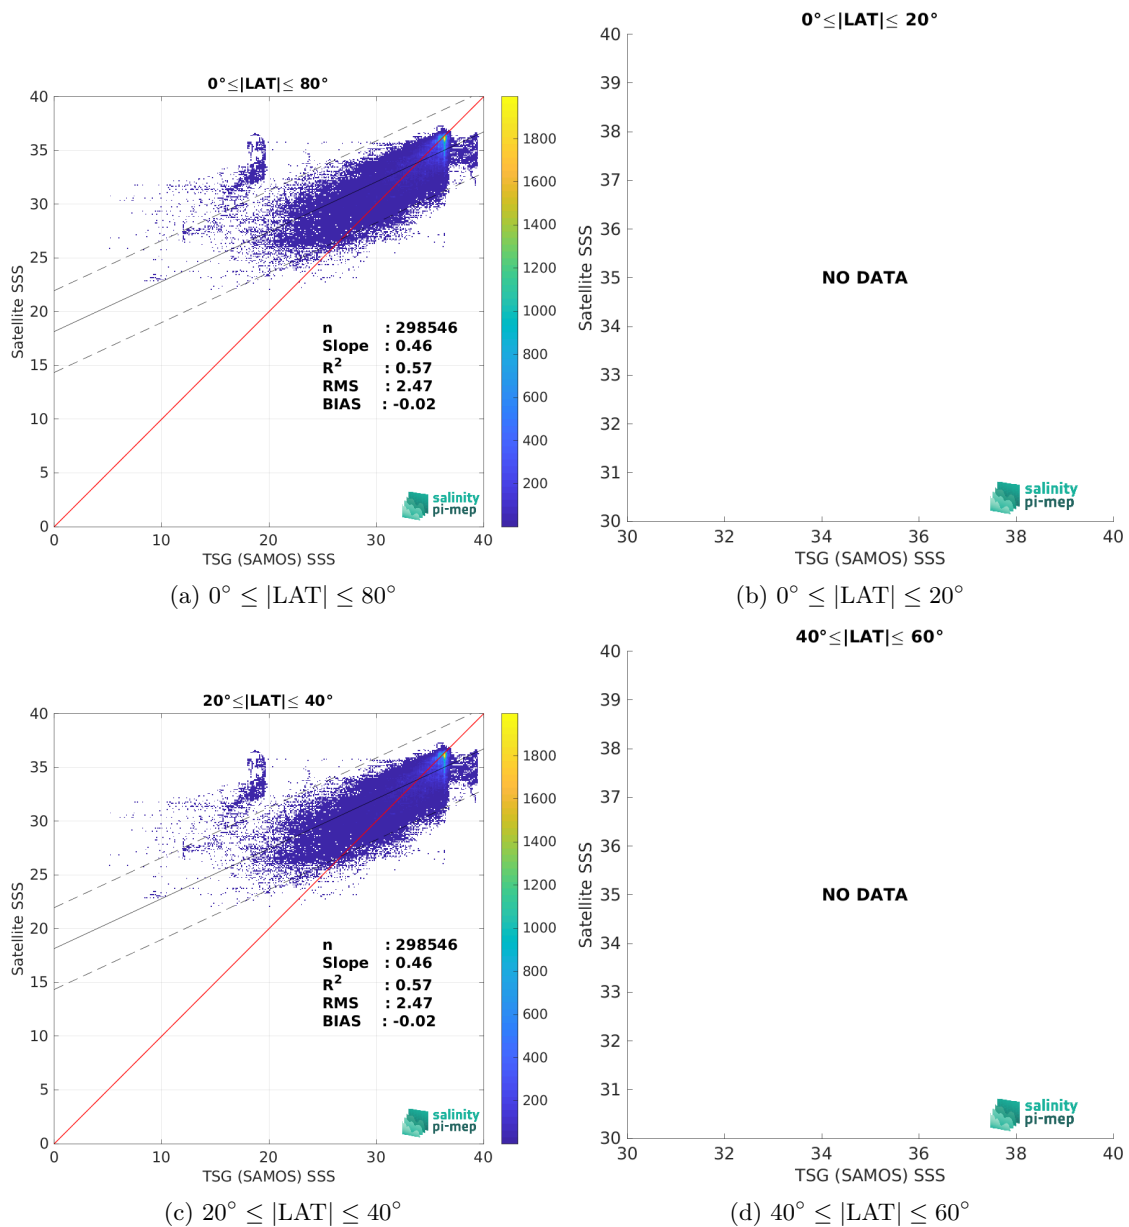 0°≤|LAT|≤ 80°
40
35
30
25
20
15
10
5
0
Satellite SSS
0
10
20
30
40
TSG (SAMOS) SSS
n : 298546
Slope : 0.46
R² : 0.57
RMS : 2.47
BIAS : -0.02
salinity
pi-mep
1800
1600
1400
1200
1000
800
600
400
200
(a) 0° ≤ |LAT| ≤ 80°
0°≤|LAT|≤ 20°
40
39
38
37
36
35
34
33
32
31
30
Satellite SSS
NO DATA
salinity
pi-mep
30
32
34
36
38
40
TSG (SAMOS) SSS
(b) 0° ≤ |LAT| ≤ 20°
20°≤|LAT|≤ 40°
40
35
30
25
20
15
10
5
0
Satellite SSS
0
10
20
30
40
TSG (SAMOS) SSS
n : 298546
Slope : 0.46
R² : 0.57
RMS : 2.47
BIAS : -0.02
salinity
pi-mep
1800
1600
1400
1200
1000
800
600
400
200
(c) 20° ≤ |LAT| ≤ 40°
40°≤|LAT|≤ 60°
40
39
38
37
36
35
34
33
32
31
30
Satellite SSS
NO DATA
salinity
pi-mep
30
32
34
36
38
40
TSG (SAMOS) SSS
(d) 40° ≤ |LAT| ≤ 60°